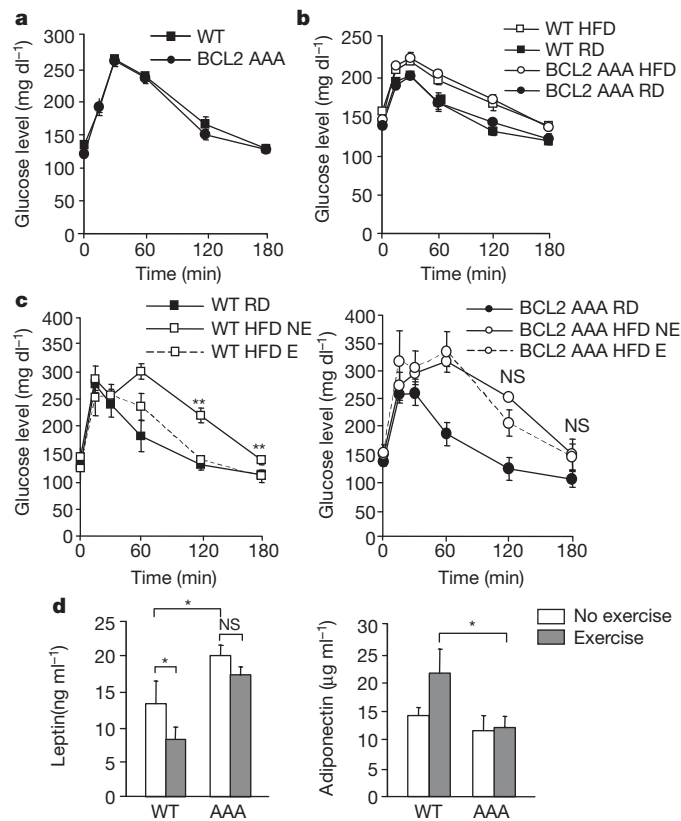 a
WT
BCL2 AAA
Glucose level (mg dl⁻¹)
300
250
200
150
100
50
0
0 60 120 180
Time (min)
b
WT HFD
WT RD
BCL2 AAA HFD
BCL2 AAA RD
Glucose level (mg dl⁻¹)
250
200
150
100
50
0
0 60 120 180
Time (min)
c
WT RD
WT HFD NE
WT HFD E
Glucose level (mg dl⁻¹)
400
350
300
250
200
150
100
50
0
**
**
0 60 120 180
Time (min)
BCL2 AAA RD
BCL2 AAA HFD NE
BCL2 AAA HFD E
Glucose level (mg dl⁻¹)
400
350
300
250
200
150
100
50
0
NS
NS
0 60 120 180
Time (min)
d
Leptin(ng ml⁻¹)
25
20
15
10
5
0
*
*
NS
WT AAA
Adiponectin (μg ml⁻¹)
30
25
20
15
10
5
0
*
WT AAA
No exercise
Exercise